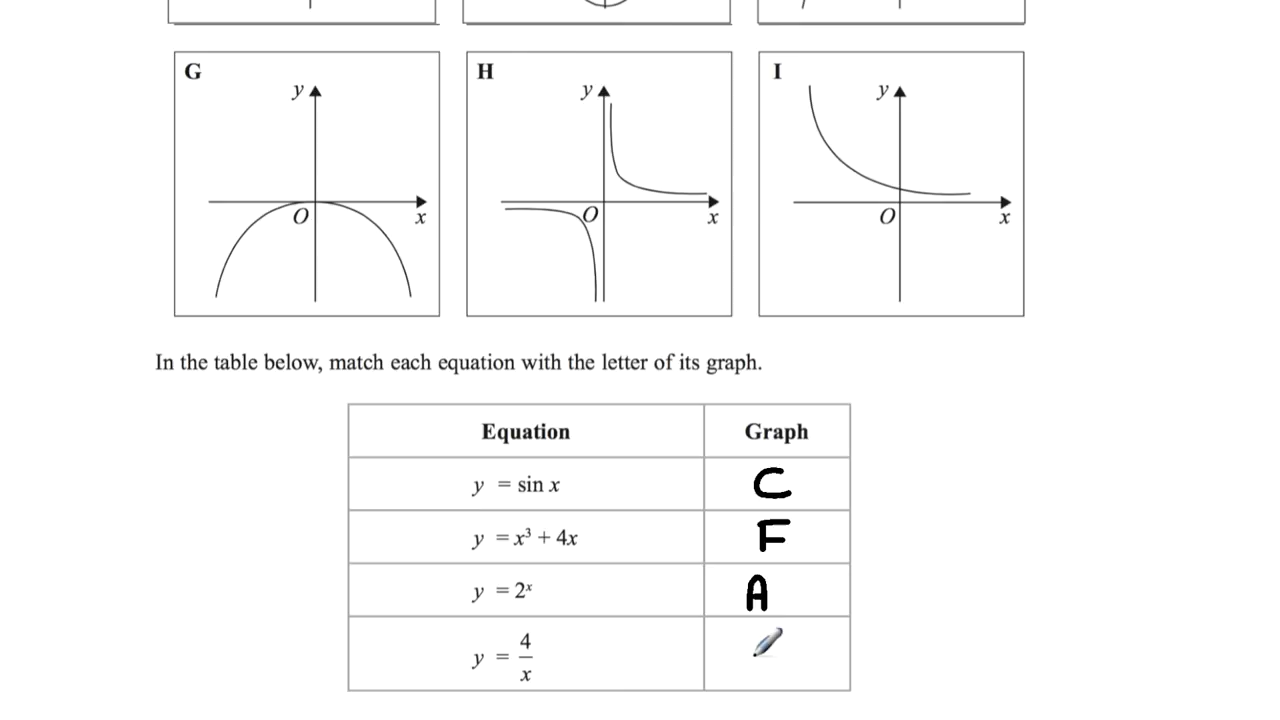 G H I
y y y
O x O x O x
In the table below, match each equation with the letter of its graph.
Equation Graph
y = sin x C
y = x³ + 4x F
y = 2ˣ A
y = 4/x